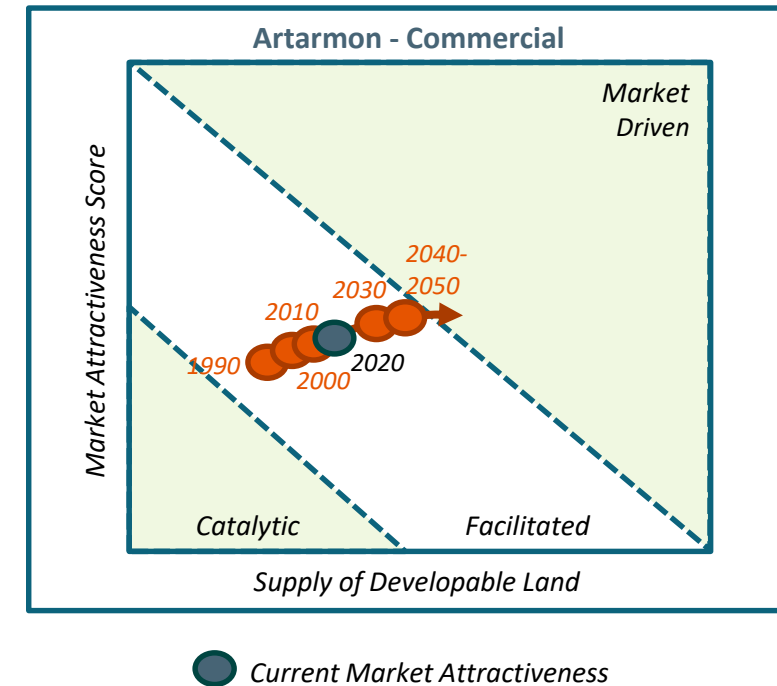 Artarmon - Commercial
Market
Driven
Market Attractiveness Score
2040-
2050
2030
2010
2020
1990
2000
Catalytic
Facilitated
Supply of Developable Land
Current Market Attractiveness